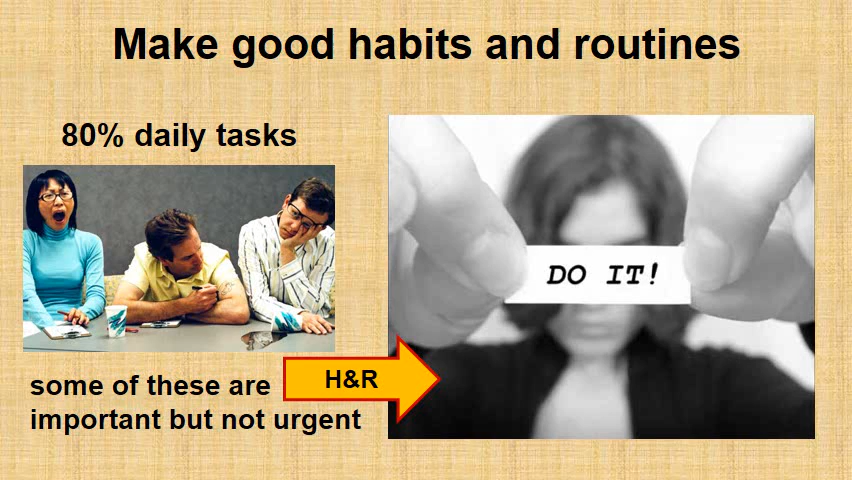 Make good habits and routines
80% daily tasks
DO IT!
some of these are
important but not urgent
H&R